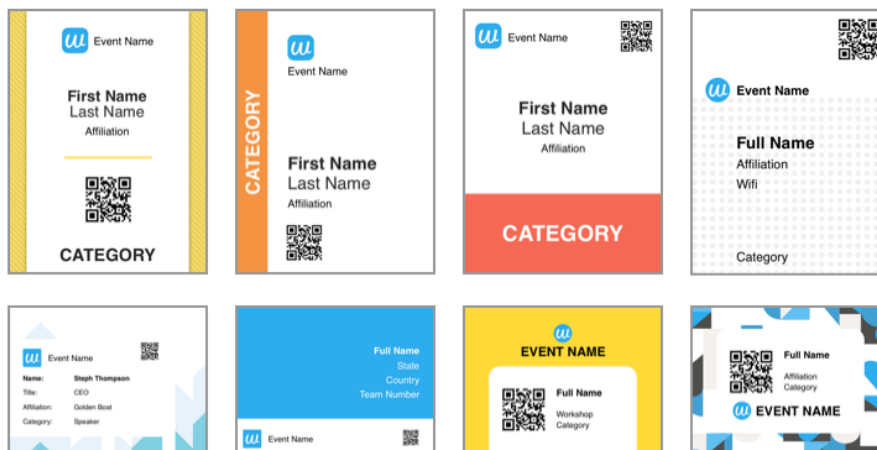 Event Name
First Name
Last Name
Affiliation
CATEGORY
CATEGORY
Event Name
First Name
Last Name
Affiliation
Event Name
First Name
Last Name
Affiliation
CATEGORY
Event Name
Full Name
Affiliation
Wifi
Category
Event Name
Name: Steph Thompson
Title: CEO
Affiliation: Golden Boat
Category: Speaker
Full Name
State
Country
Team Number
Event Name
EVENT NAME
Full Name
Workshop
Category
Full Name
Affiliation
Category
EVENT NAME